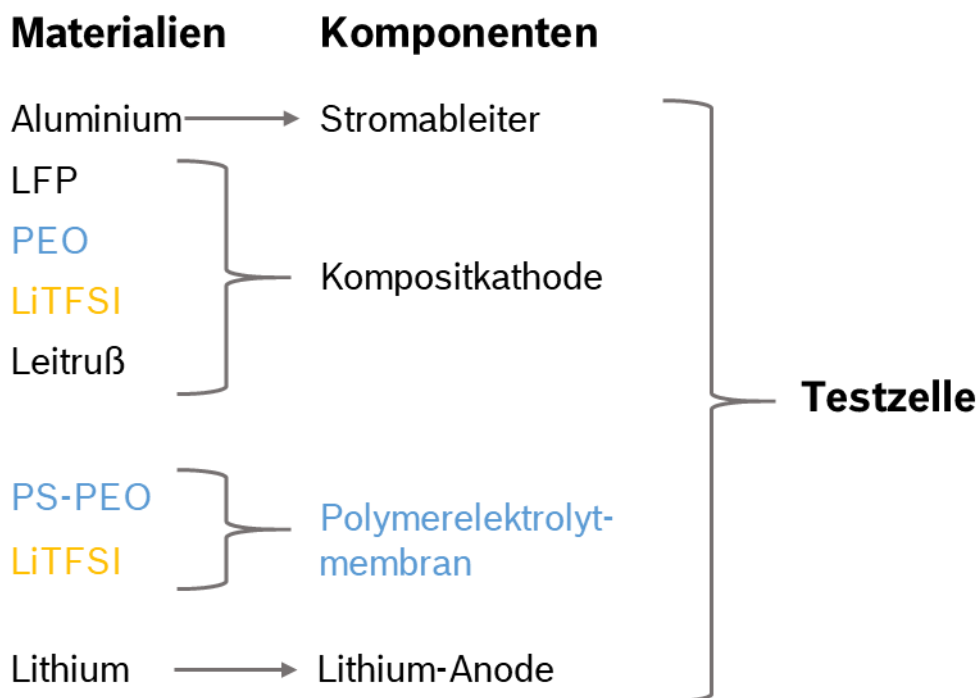 Materialien Komponenten
Aluminium Stromableiter
LFP
PEO
LiTFSI
Kompositkathode
Leitruß
Testzelle
PS-PEO
LiTFSI
Polymerelektrolyt-
membran
Lithium Lithium-Anode